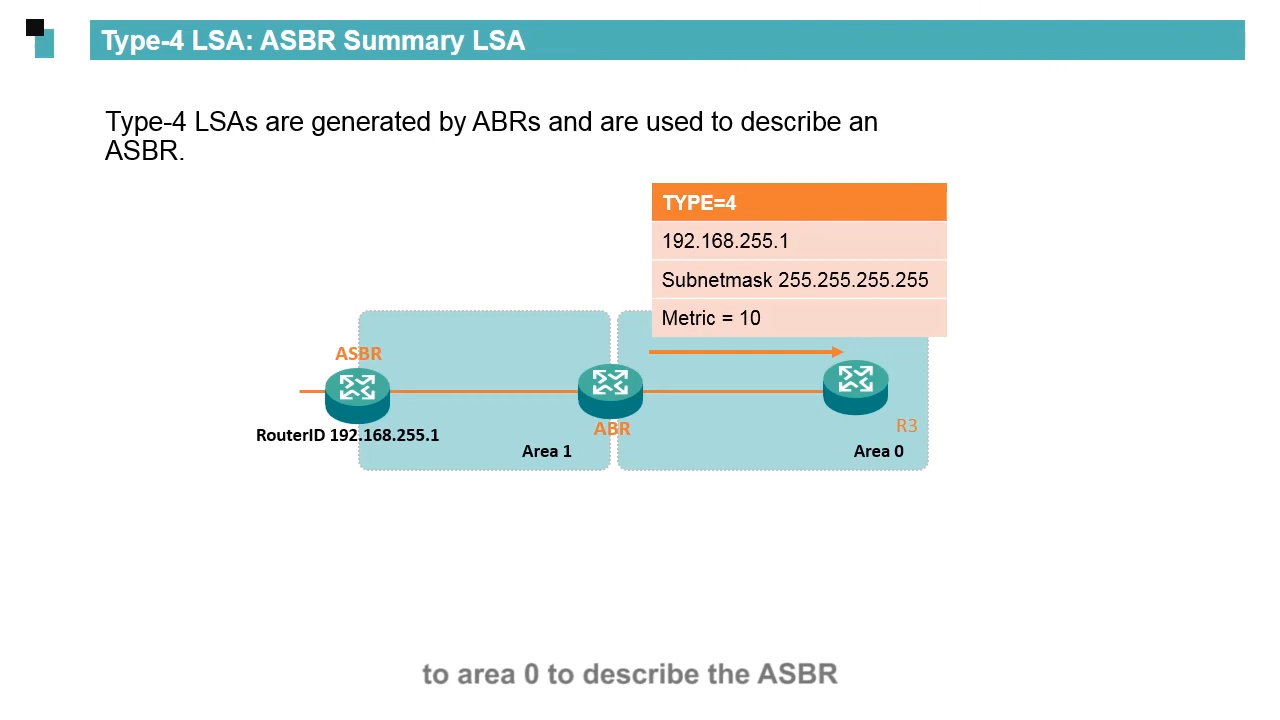 Type-4 LSA: ASBR Summary LSA
Type-4 LSAs are generated by ABRs and are used to describe an
ASBR.
TYPE=4
192.168.255.1
Subnetmask 255.255.255.255
Metric = 10
ASBR
ABR
R3
RouterID 192.168.255.1
Area 1
Area 0
to area 0 to describe the ASBR